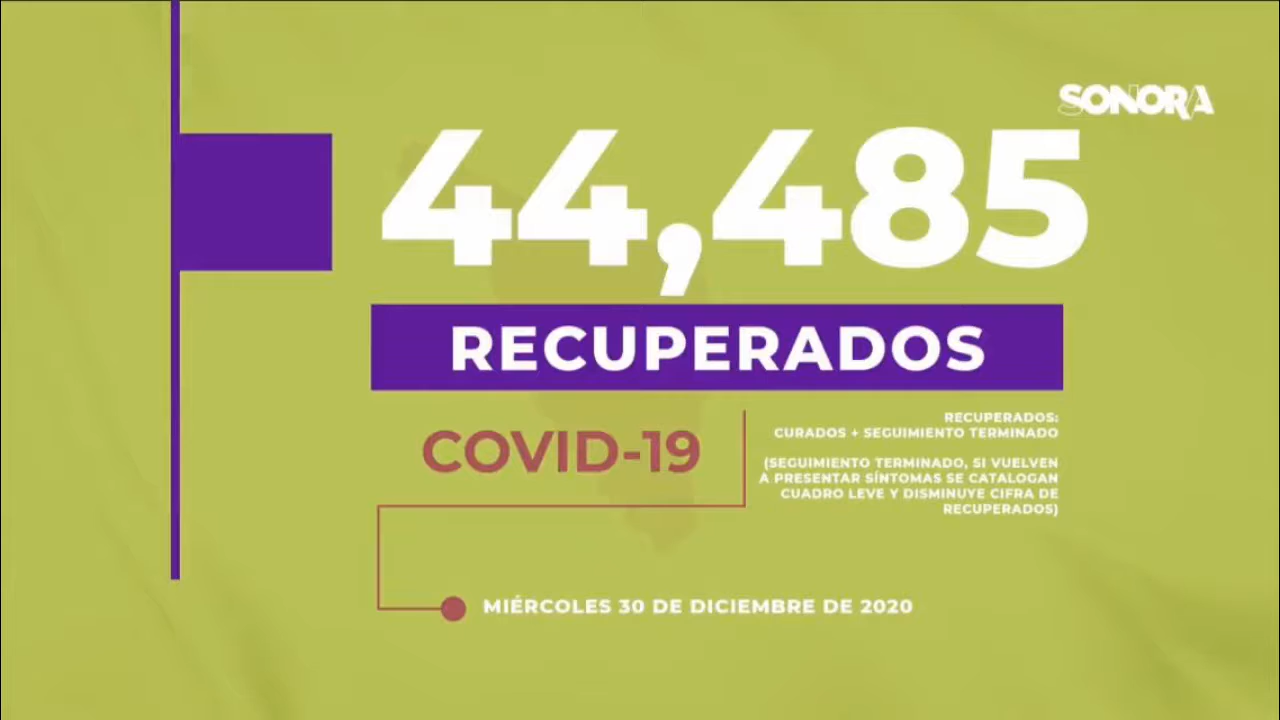 SONORA
44,485
RECUPERADOS
COVID-19
RECUPERADOS:
CURADOS + SEGUIMIENTO TERMINADO
(SEGUIMIENTO TERMINADO, SI VUELVEN
A PRESENTAR SÍNTOMAS SE CATALOGAN
CUADRO LEVE Y DISMINUYE CIFRA DE
RECUPERADOS)
MIÉRCOLES 30 DE DICIEMBRE DE 2020